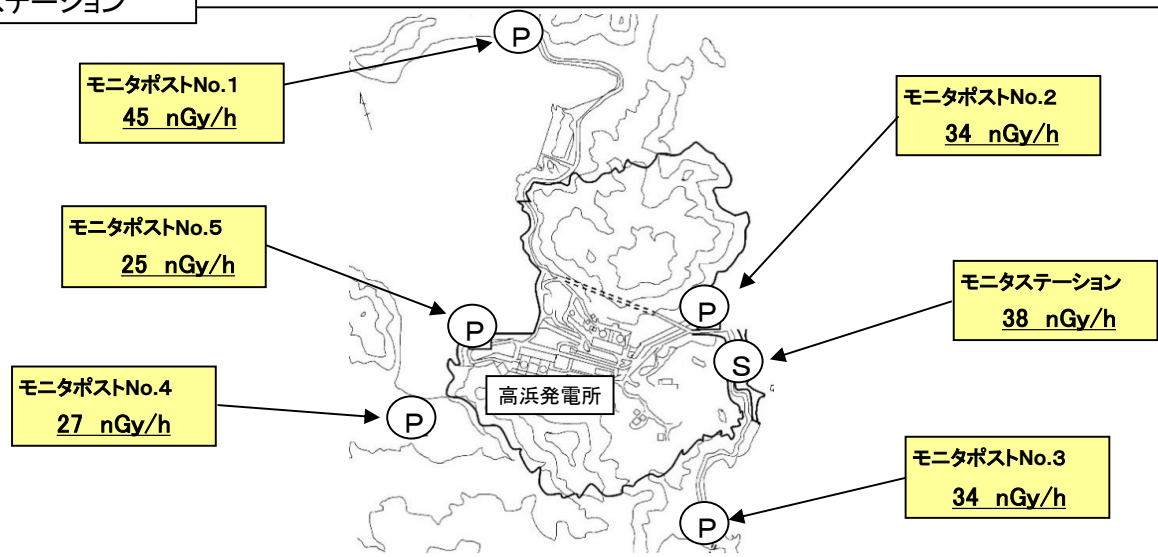 ステーション
P
モニタポストNo.1
45 nGy/h
モニタポストNo.2
34 nGy/h
モニタポストNo.5
25 nGy/h
モニタステーション
38 nGy/h
P
P
S
モニタポストNo.4
27 nGy/h
高浜発電所
P
モニタポストNo.3
34 nGy/h
P